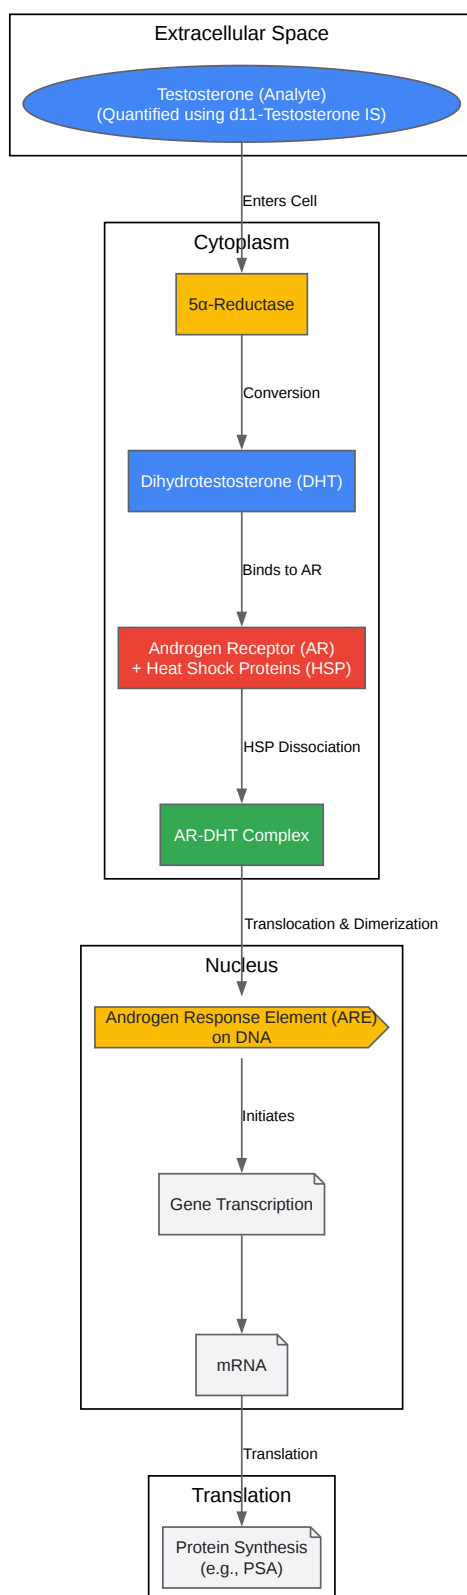 Extracellular Space
Testosterone (Analyte)
(Quantified using d11-Testosterone IS)
Enters Cell
Cytoplasm
5α-Reductase
Conversion
Dihydrotestosterone (DHT)
Binds to AR
Androgen Receptor (AR)
+ Heat Shock Proteins (HSP)
HSP Dissociation
AR-DHT Complex
Translocation & Dimerization
Nucleus
Androgen Response Element (ARE)
on DNA
Initiates
Gene Transcription
mRNA
Translation
Translation
Protein Synthesis
(e.g., PSA)